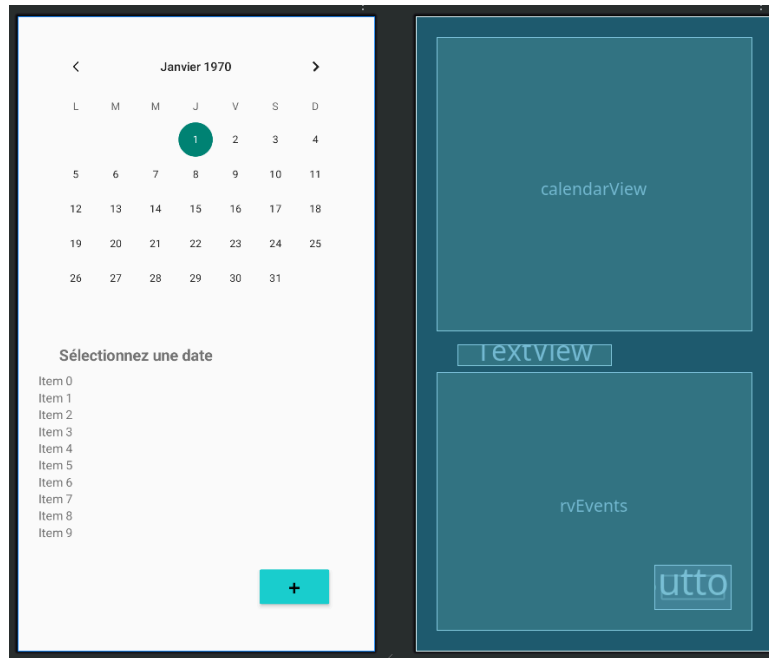 Janvier 1970
L M M J V S D
1 2 3 4
5 6 7 8 9 10 11
12 13 14 15 16 17 18
19 20 21 22 23 24 25
26 27 28 29 30 31
Sélectionnez une date
Item 0
Item 1
Item 2
Item 3
Item 4
Item 5
Item 6
Item 7
Item 8
Item 9
+
calendarView
TextView
rvEvents
utto